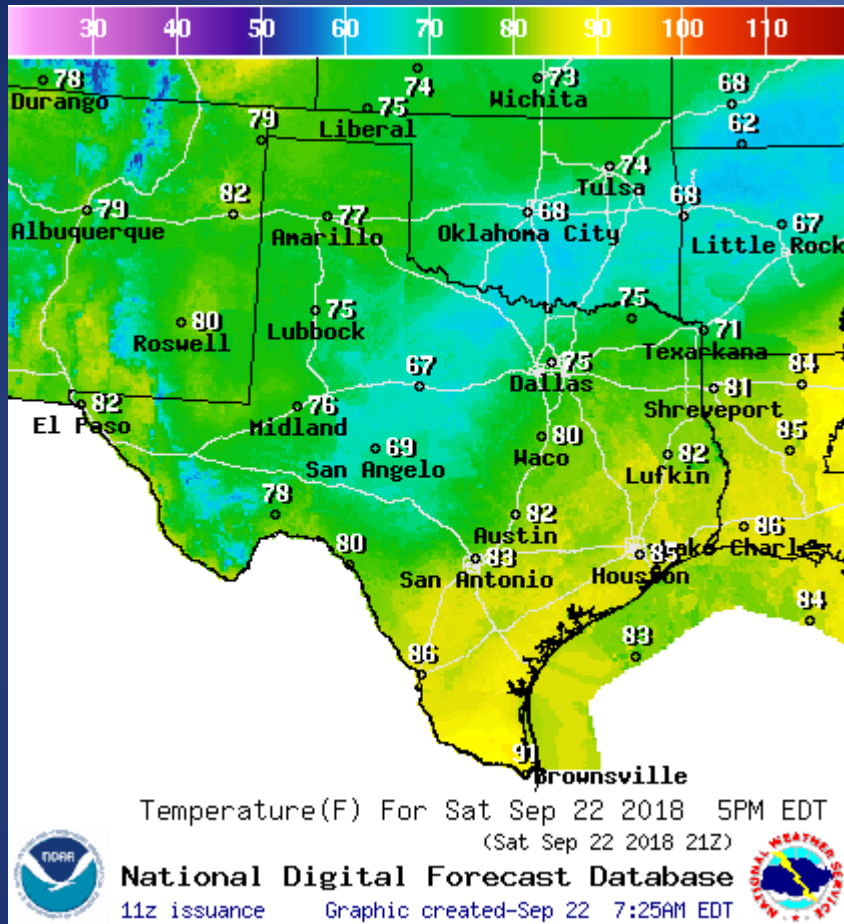 30 40 50 60 70 80 90 100 110
78
Durango
74
73
Wichita
75
Liberal
68
79
62
74
Tulsa
79
Albuquerque
82
77
Amarillo
68
Oklahoma City
68
67
Little Rock
80
Roswell
75
Lubbock
75
71
Texarkana
67
75
Dallas
84
81
Shreveport
82
El Paso
76
Midland
69
San Angelo
80
Waco
82
Lufkin
85
78
82
Austin
86
Lake Charles
80
83
San Antonio
85
Houston
84
83
86
91
Brownsville
Temperature(F) For Sat Sep 22 2018 5PM EDT
(Sat Sep 22 2018 21Z)
NOAA
National Digital Forecast Database
11z issuance Graphic created-Sep 22 7:25AM EDT
NATIONAL WEATHER SERVICE